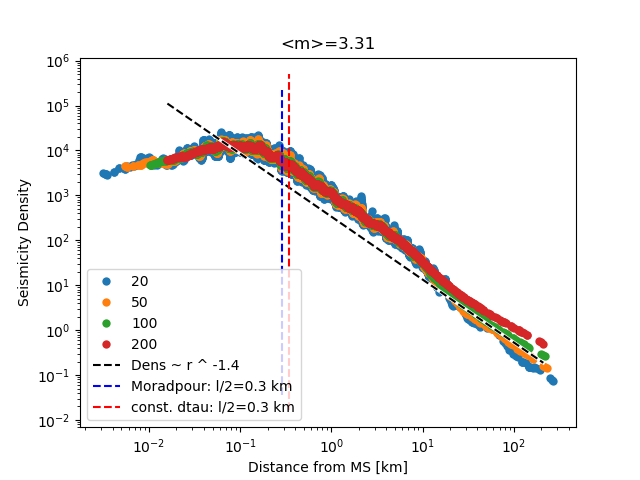 <m>=3.31
10^6
10^5
10^4
10^3
10^2
10^1
10^0
10^-1
10^-2
Seismicity Density
20
50
100
200
Dens ~ r ^ -1.4
Moradpour: l/2=0.3 km
const. dtau: l/2=0.3 km
10^-2 10^-1 10^0 10^1 10^2
Distance from MS [km]